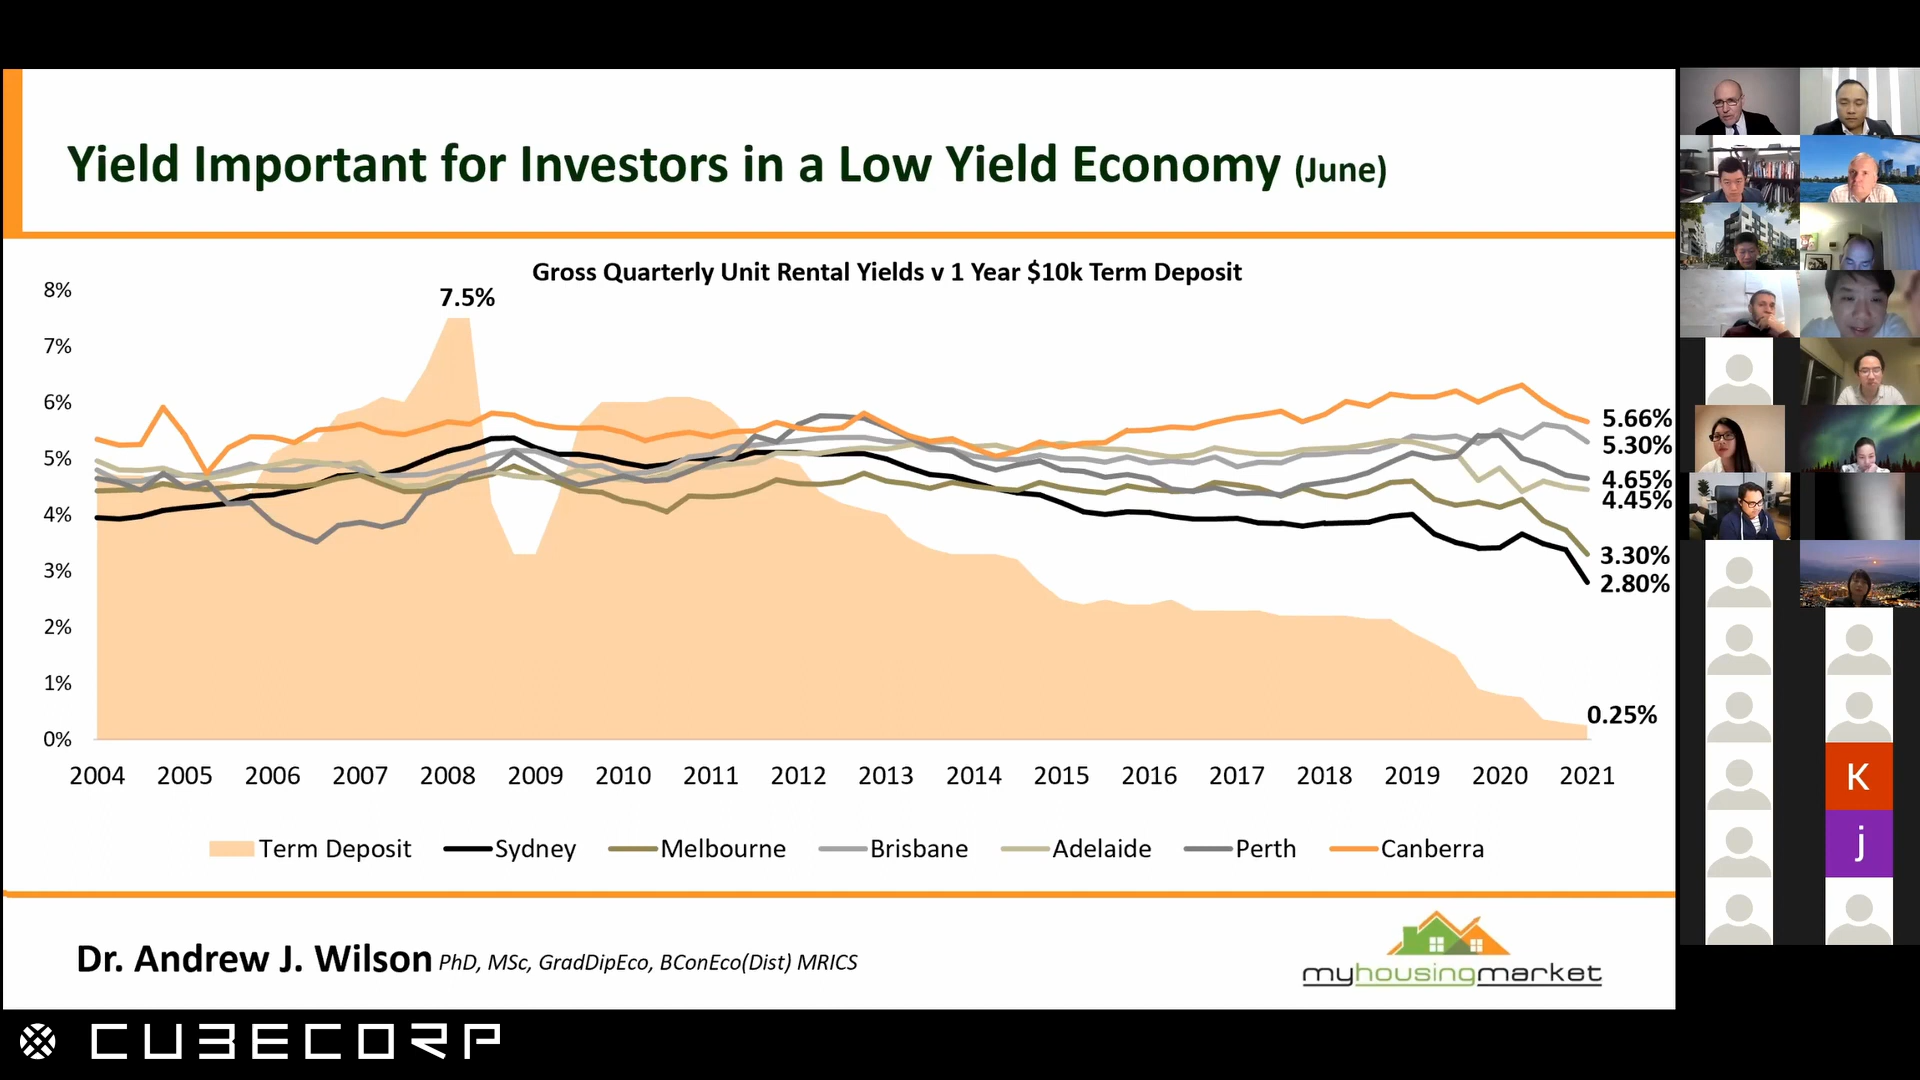 Yield Important for Investors in a Low Yield Economy (June)
Gross Quarterly Unit Rental Yields v 1 Year $10k Term Deposit
8%
7.5%
7%
6%
5.66%
5.30%
5%
4.65%
4.45%
4%
3.30%
3%
2.80%
2%
1%
0.25%
0%
2004 2005 2006 2007 2008 2009 2010 2011 2012 2013 2014 2015 2016 2017 2018 2019 2020 2021
Term Deposit Sydney Melbourne Brisbane Adelaide Perth Canberra
Dr. Andrew J. Wilson PhD, MSc, GradDipEco, BConEco(Dist) MRICS
myhousingmarket
CUBECORP
K
j